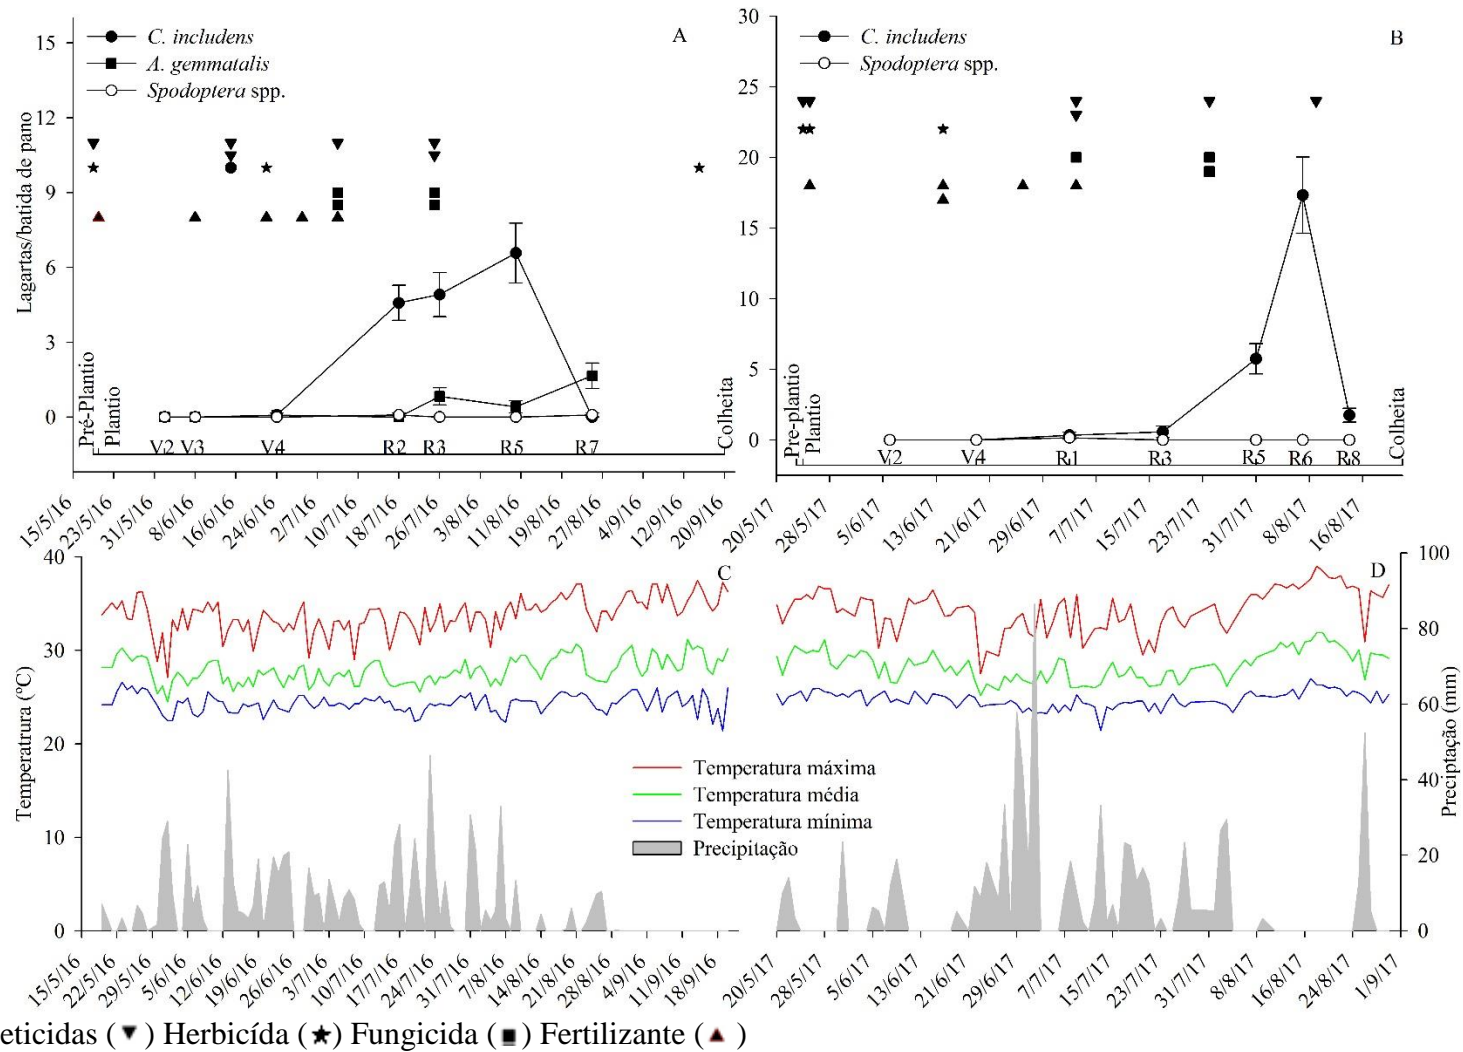 C. includens
A. gemmatalis
Spodoptera spp.
A
15
12
9
6
3
0
Lagartas/batida de pano
Pré-Plantio
Plantio
V2 V3 V4 R2 R3 R5 R7
Colheita
15/5/16 23/5/16 31/5/16 8/6/16 16/6/16 24/6/16 2/7/16 10/7/16 18/7/16 26/7/16 3/8/16 11/8/16 19/8/16 27/8/16 4/9/16 12/9/16 20/9/16
C. includens
Spodoptera spp.
B
30
25
20
15
10
5
0
Pre-plantio
Plantio
V2 V4 R1 R3 R5 R6 R8
Colheita
20/5/17 28/5/17 5/6/17 13/6/17 21/6/17 29/6/17 7/7/17 15/7/17 23/7/17 31/7/17 8/8/17 16/8/17
C
40
30
20
10
0
Temperatrura (ºC)
15/5/16 22/5/16 29/5/16 5/6/16 12/6/16 19/6/16 26/6/16 3/7/16 10/7/16 17/7/16 24/7/16 31/7/16 7/8/16 14/8/16 21/8/16 28/8/16 4/9/16 11/9/16 18/9/16
Temperatura máxima
Temperatura média
Temperatura mínima
Precipitação
D
100
80
60
40
20
0
Preciptação (mm)
20/5/17 28/5/17 5/6/17 13/6/17 21/6/17 29/6/17 7/7/17 15/7/17 23/7/17 31/7/17 8/8/17 16/8/17 24/8/17 1/9/17
eticidas (▼) Herbicída (★) Fungicida (■) Fertilizante (▲ )